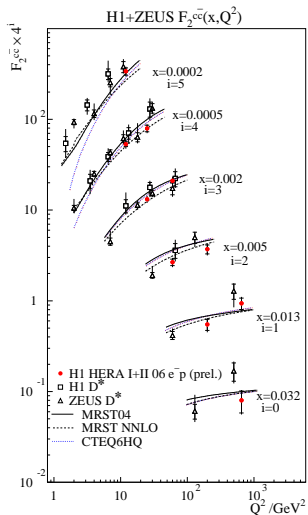 H1+ZEUS F₂ᶜᶜ̄(x,Q²)
F₂ᶜᶜ̄ ×4ⁱ
10²
10
1
10⁻¹
10⁻²
x=0.0002
i=5
x=0.0005
i=4
x=0.002
i=3
x=0.005
i=2
x=0.013
i=1
x=0.032
i=0
H1 HERA I+II 06 e⁻p (prel.)
H1 D*
ZEUS D*
MRST04
MRST NNLO
CTEQ6HQ
1 10 10² 10³
Q² /GeV²